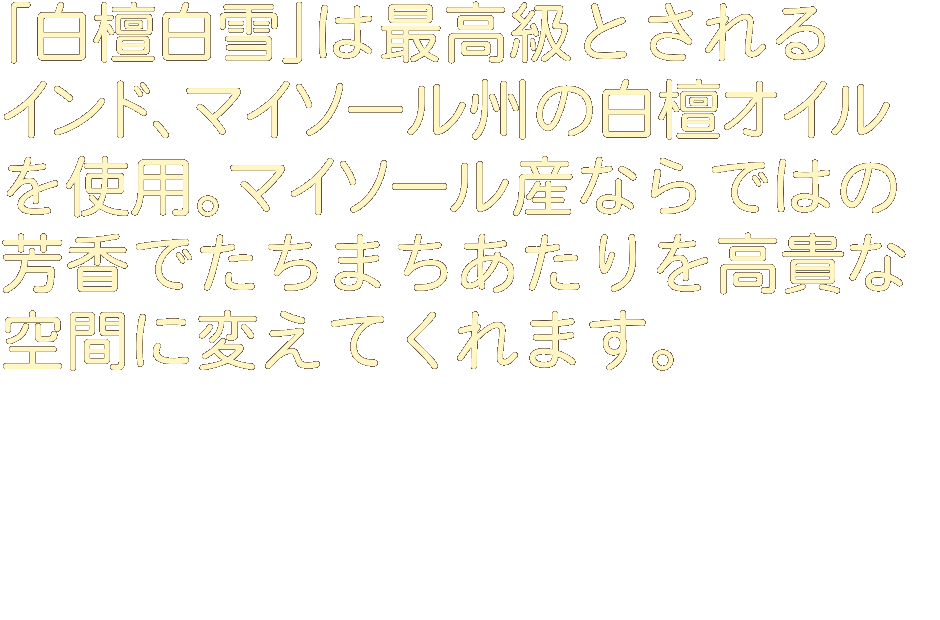 「白檀白雪」は最高級とされる
インド、マイソール州の白檀オイル
を使用。マイソール産ならではの
芳香でたちまちあたりを高貴な
空間に変えてくれます。